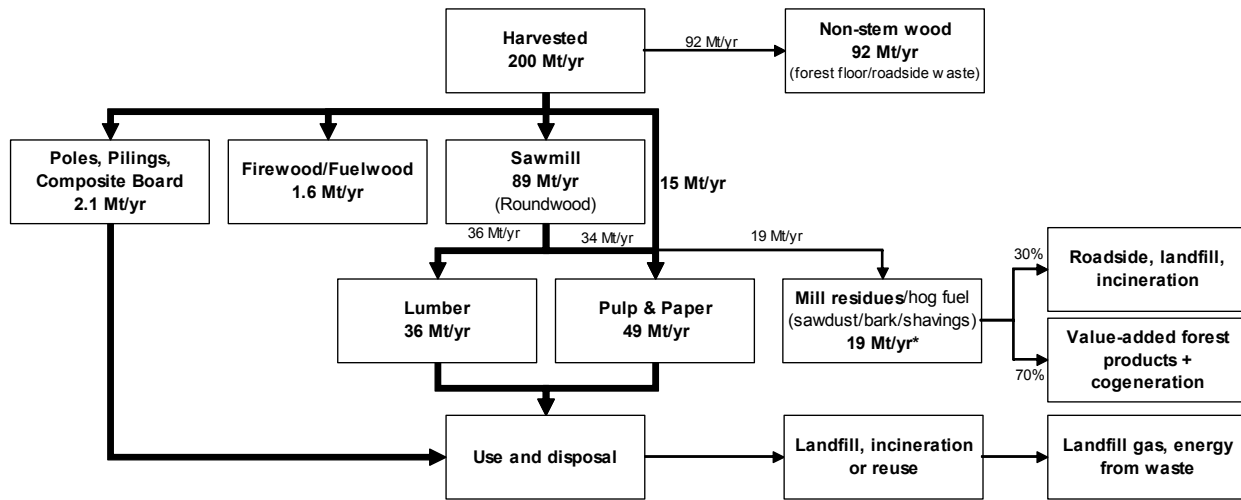 Harvested
200 Mt/yr
92 Mt/yr
Non-stem wood
92 Mt/yr
(forest floor/roadside waste)
Poles, Pilings,
Composite Board
2.1 Mt/yr
Firewood/Fuelwood
1.6 Mt/yr
Sawmill
89 Mt/yr
(Roundwood)
15 Mt/yr
36 Mt/yr
34 Mt/yr
19 Mt/yr
Lumber
36 Mt/yr
Pulp & Paper
49 Mt/yr
Mill residues/hog fuel
(sawdust/bark/shavings)
19 Mt/yr*
30%
Roadside, landfill,
incineration
70%
Value-added forest
products +
cogeneration
Use and disposal
Landfill, incineration
or reuse
Landfill gas, energy
from waste